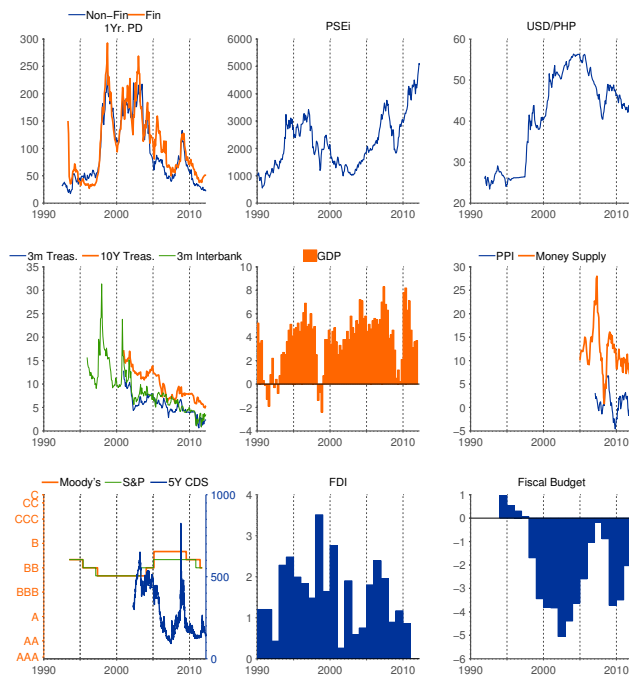 Non-Fin Fin
1Yr. PD
PSEi
USD/PHP
300
250
200
150
100
50
0
1990 2000 2010
6000
5000
4000
3000
2000
1000
0
1990 2000 2010
60
50
40
30
20
1990 2000 2010
3m Treas. 10Y Treas. 3m Interbank
GDP
PPI Money Supply
35
30
25
20
15
10
5
0
1990 2000 2010
10
8
6
4
2
0
−2
−4
1990 2000 2010
30
25
20
15
10
5
0
−5
1990 2000 2010
Moody's S&P 5Y CDS
FDI
Fiscal Budget
C
CC
CCC
B
BB
BBB
A
AA
AAA
1000
500
0
1990 2000 2010
4
3
2
1
0
1990 2000 2010
1
0
−1
−2
−3
−4
−5
−6
1990 2000 2010